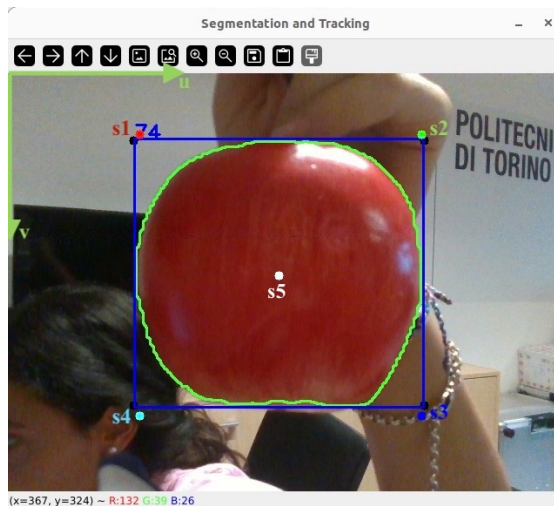 Segmentation and Tracking
u
s1 74 s2
POLITECNI
DI TORINO
v
s5
s4 s3
(x=367, y=324) ~ R:132 G:39 B:26